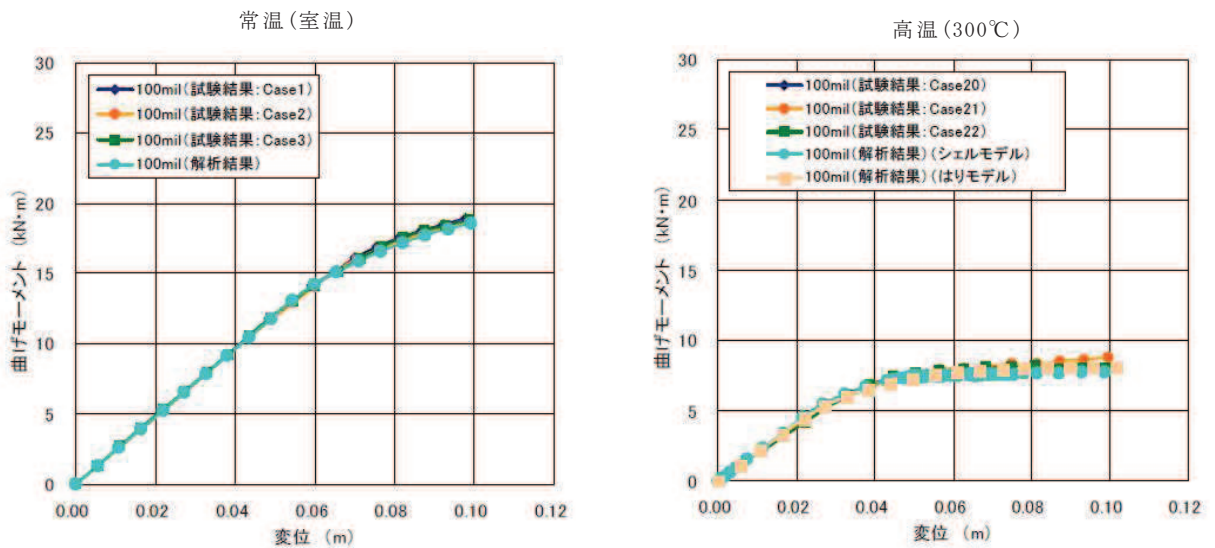 常温(室温)
30
25
20
15
10
5
0
曲げモーメント (kN・m)
100mil(試験結果:Case1)
100mil(試験結果:Case2)
100mil(試験結果:Case3)
100mil(解析結果)
0.00 0.02 0.04 0.06 0.08 0.10 0.12
変位 (m)
高温(300℃)
30
25
20
15
10
5
0
曲げモーメント (kN・m)
100mil(試験結果:Case20)
100mil(試験結果:Case21)
100mil(試験結果:Case22)
100mil(解析結果)(シェルモデル)
100mil(解析結果)(はりモデル)
0.00 0.02 0.04 0.06 0.08 0.10 0.12
変位 (m)